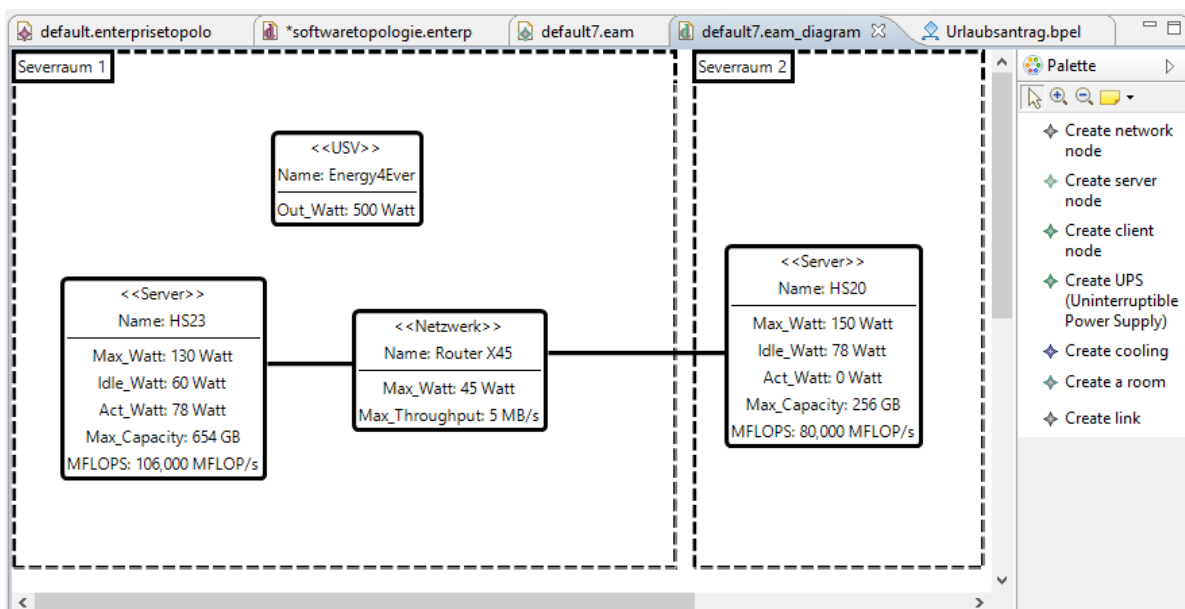 default.enterprisetopolo
*softwaretopologie.enterp
default7.eam
default7.eam_diagram
Urlaubsantrag.bpel
Severraum 1
<<USV>>
Name: Energy4Ever
Out_Watt: 500 Watt
<<Server>>
Name: HS23
Max_Watt: 130 Watt
Idle_Watt: 60 Watt
Act_Watt: 78 Watt
Max_Capacity: 654 GB
MFLOPS: 106,000 MFLOP/s
<<Netzwerk>>
Name: Router X45
Max_Watt: 45 Watt
Max_Throughput: 5 MB/s
Severraum 2
<<Server>>
Name: HS20
Max_Watt: 150 Watt
Idle_Watt: 78 Watt
Act_Watt: 0 Watt
Max_Capacity: 256 GB
MFLOPS: 80,000 MFLOP/s
Palette
Create network
node
Create server
node
Create client
node
Create UPS
(Uninterruptible
Power Supply)
Create cooling
Create a room
Create link